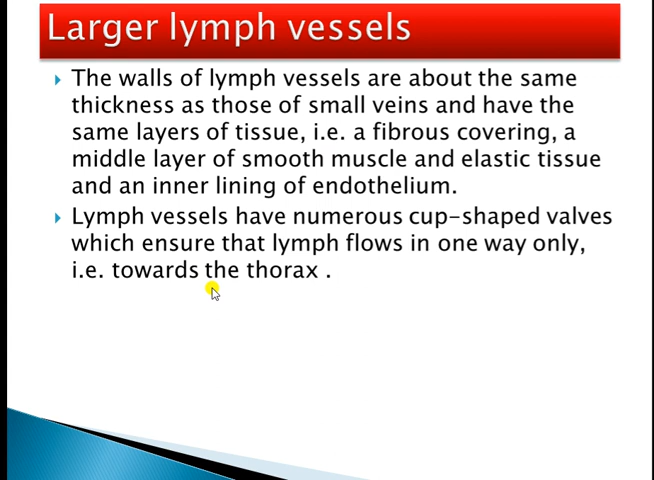 Larger lymph vessels
The walls of lymph vessels are about the same
thickness as those of small veins and have the
same layers of tissue, i.e. a fibrous covering, a
middle layer of smooth muscle and elastic tissue
and an inner lining of endothelium.
Lymph vessels have numerous cup-shaped valves
which ensure that lymph flows in one way only,
i.e. towards the thorax .